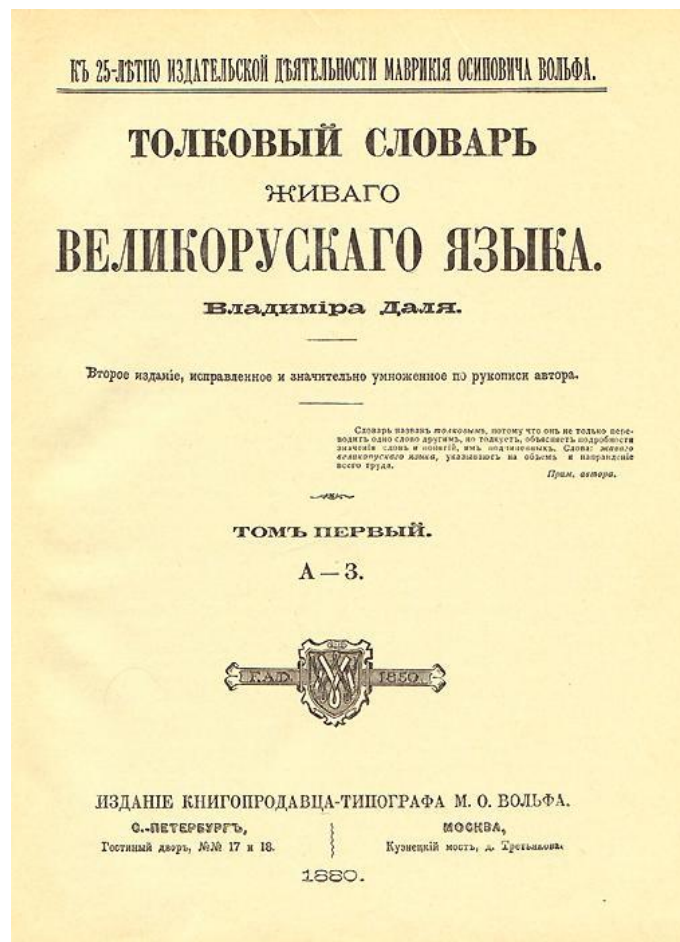 КЪ 25-ЛѢТІЮ ИЗДАТЕЛЬСКОЙ ДѢЯТЕЛЬНОСТИ МАВРИКІЯ ОСИПОВИЧА ВОЛЬФА.
ТОЛКОВЫЙ СЛОВАРЬ
ЖИВАГО
ВЕЛИКОРУСКАГО ЯЗЫКА.
Владиміра Даля.
Второе изданіе, исправленное и значительно умноженное по рукописи автора.
Словарь названъ толковымъ, потому что онъ не только пере-
водитъ одно слово другимъ, но толкуетъ, объясняетъ подробности
значенія словъ и понятій, имъ подчиненныхъ. Слова: живаго
великорускаго языка, указываютъ на объемъ и направленіе
всего труда.
Прим. автора.
ТОМЪ ПЕРВЫЙ.
А — З.
F.A.D. 1850.
ИЗДАНІЕ КНИГОПРОДАВЦА-ТИПОГРАФА М. О. ВОЛЬФА.
С.-ПЕТЕРБУРГЪ,
Гостиный дворъ, №№ 17 и 18.
МОСКВА,
Кузнецкій мостъ, д. Третьякова.
1880.